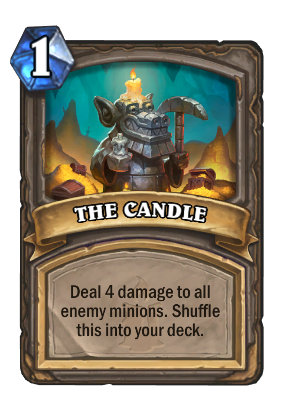 1
THE CANDLE
Deal 4 damage to all
enemy minions. Shuffle
this into your deck.